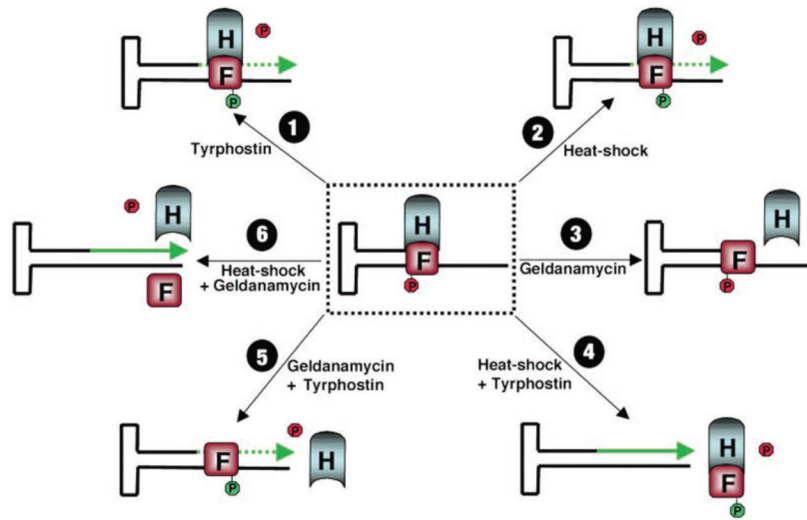 H P H P
F F
P P
1 2
Tyrphostin Heat-shock
P H H
H
6 3
F
Heat-shock Geldanamycin
+ Geldanamycin
F P P
5 4
Geldanamycin Heat-shock
+ Tyrphostin + Tyrphostin
P
H P
F H
P F
P